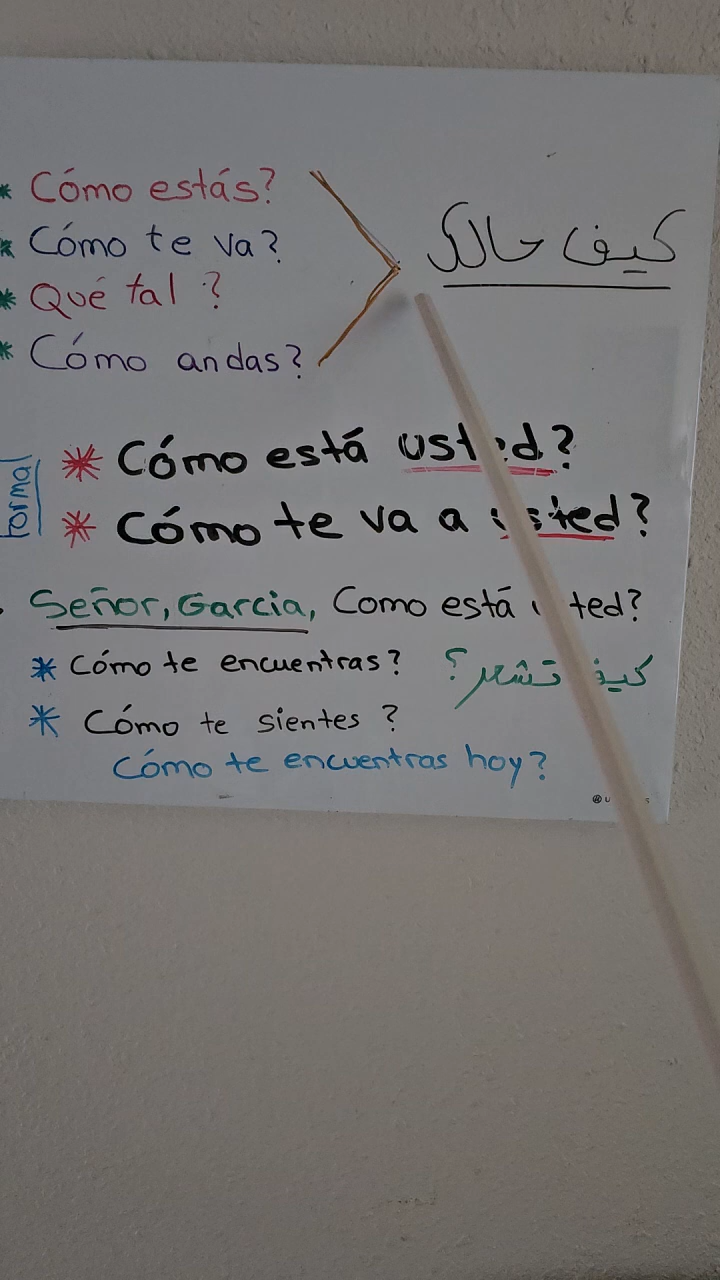 * Cómo estás?
* Cómo te va?
* Qué tal ?
* Cómo andas?
كيف حالك
Formal
* Cómo está usted?
* Cómo te va a usted?
Señor, Garcia, Como está usted?
* Cómo te encuentras?
كيف تشعر؟
* Cómo te sientes ?
Cómo te encuentras hoy?